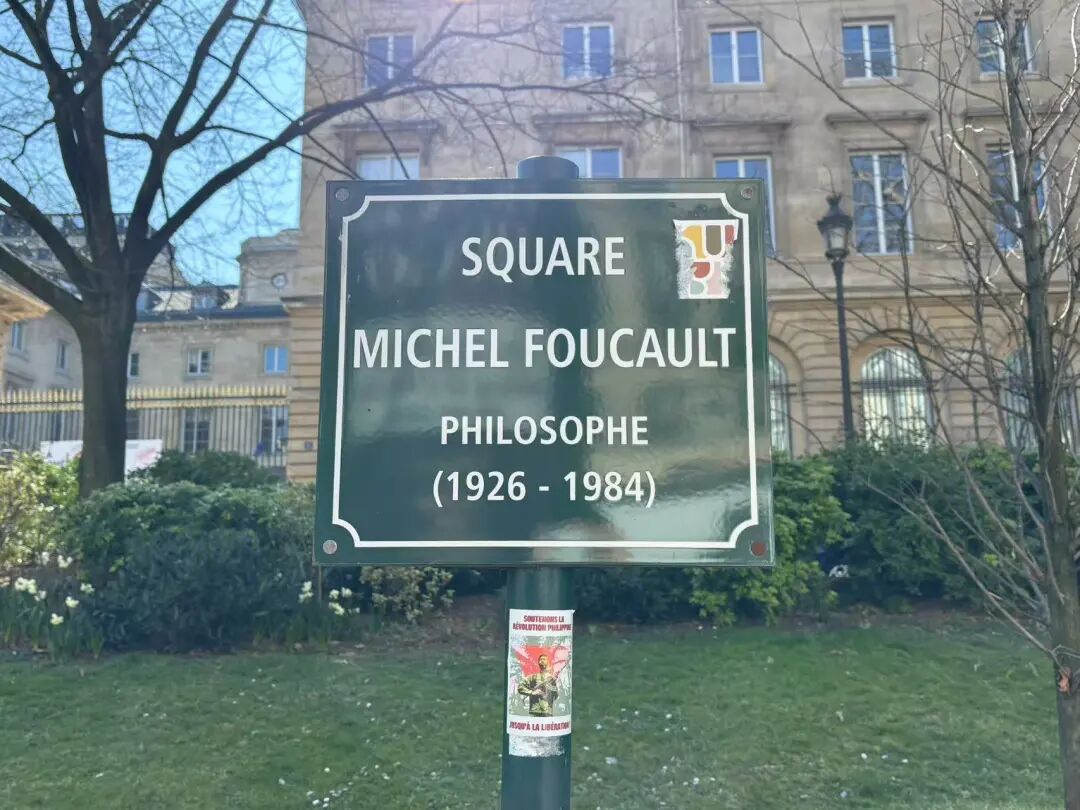 SQUARE
MICHEL FOUCAULT
PHILOSOPHE
(1926 - 1984)
SOUTENONS LA
RÉVOLUTION PHILIPPINE
JUSQU'À LA LIBÉRATION